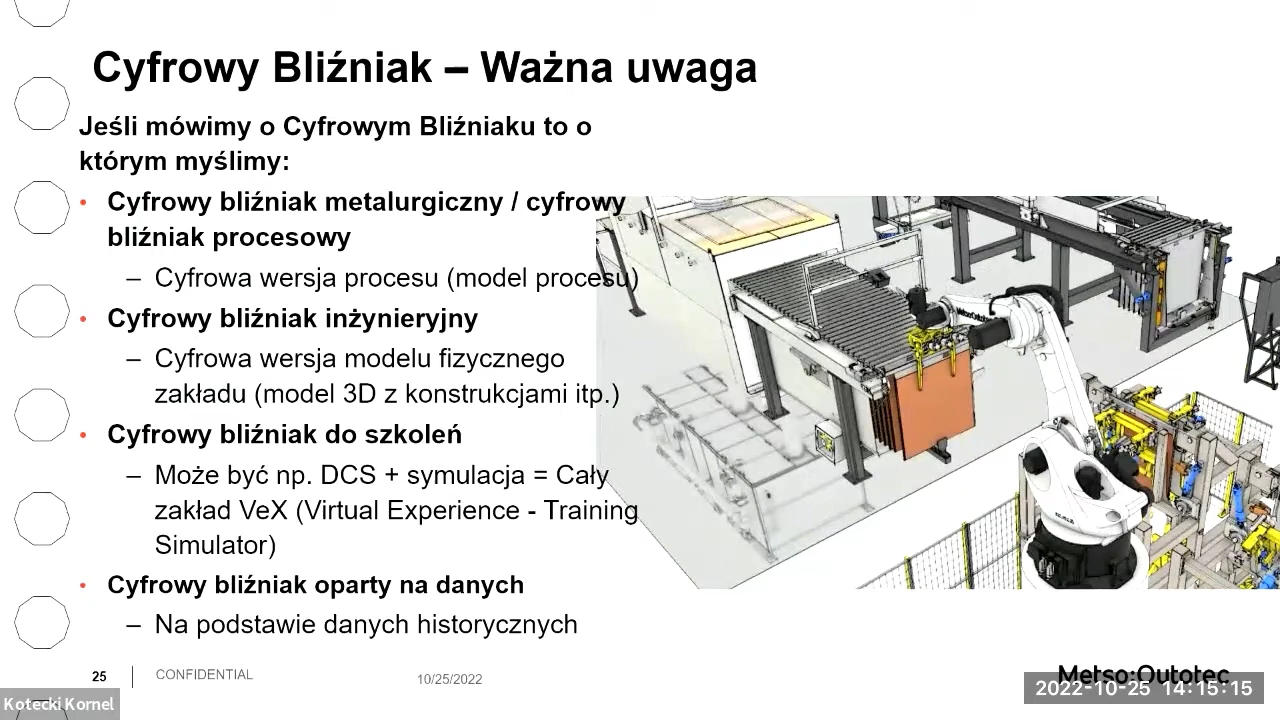 Cyfrowy Bliźniak – Ważna uwaga
Jeśli mówimy o Cyfrowym Bliźniaku to o
którym myślimy:
• Cyfrowy bliźniak metalurgiczny / cyfrowy
bliźniak procesowy
– Cyfrowa wersja procesu (model procesu)
• Cyfrowy bliźniak inżynieryjny
– Cyfrowa wersja modelu fizycznego
zakładu (model 3D z konstrukcjami itp.)
• Cyfrowy bliźniak do szkoleń
– Może być np. DCS + symulacja = Cały
zakład VeX (Virtual Experience - Training
Simulator)
• Cyfrowy bliźniak oparty na danych
– Na podstawie danych historycznych
25
CONFIDENTIAL
10/25/2022
Metso:Outotec
2022-10-25 14:15:15
Kotecki Kornel